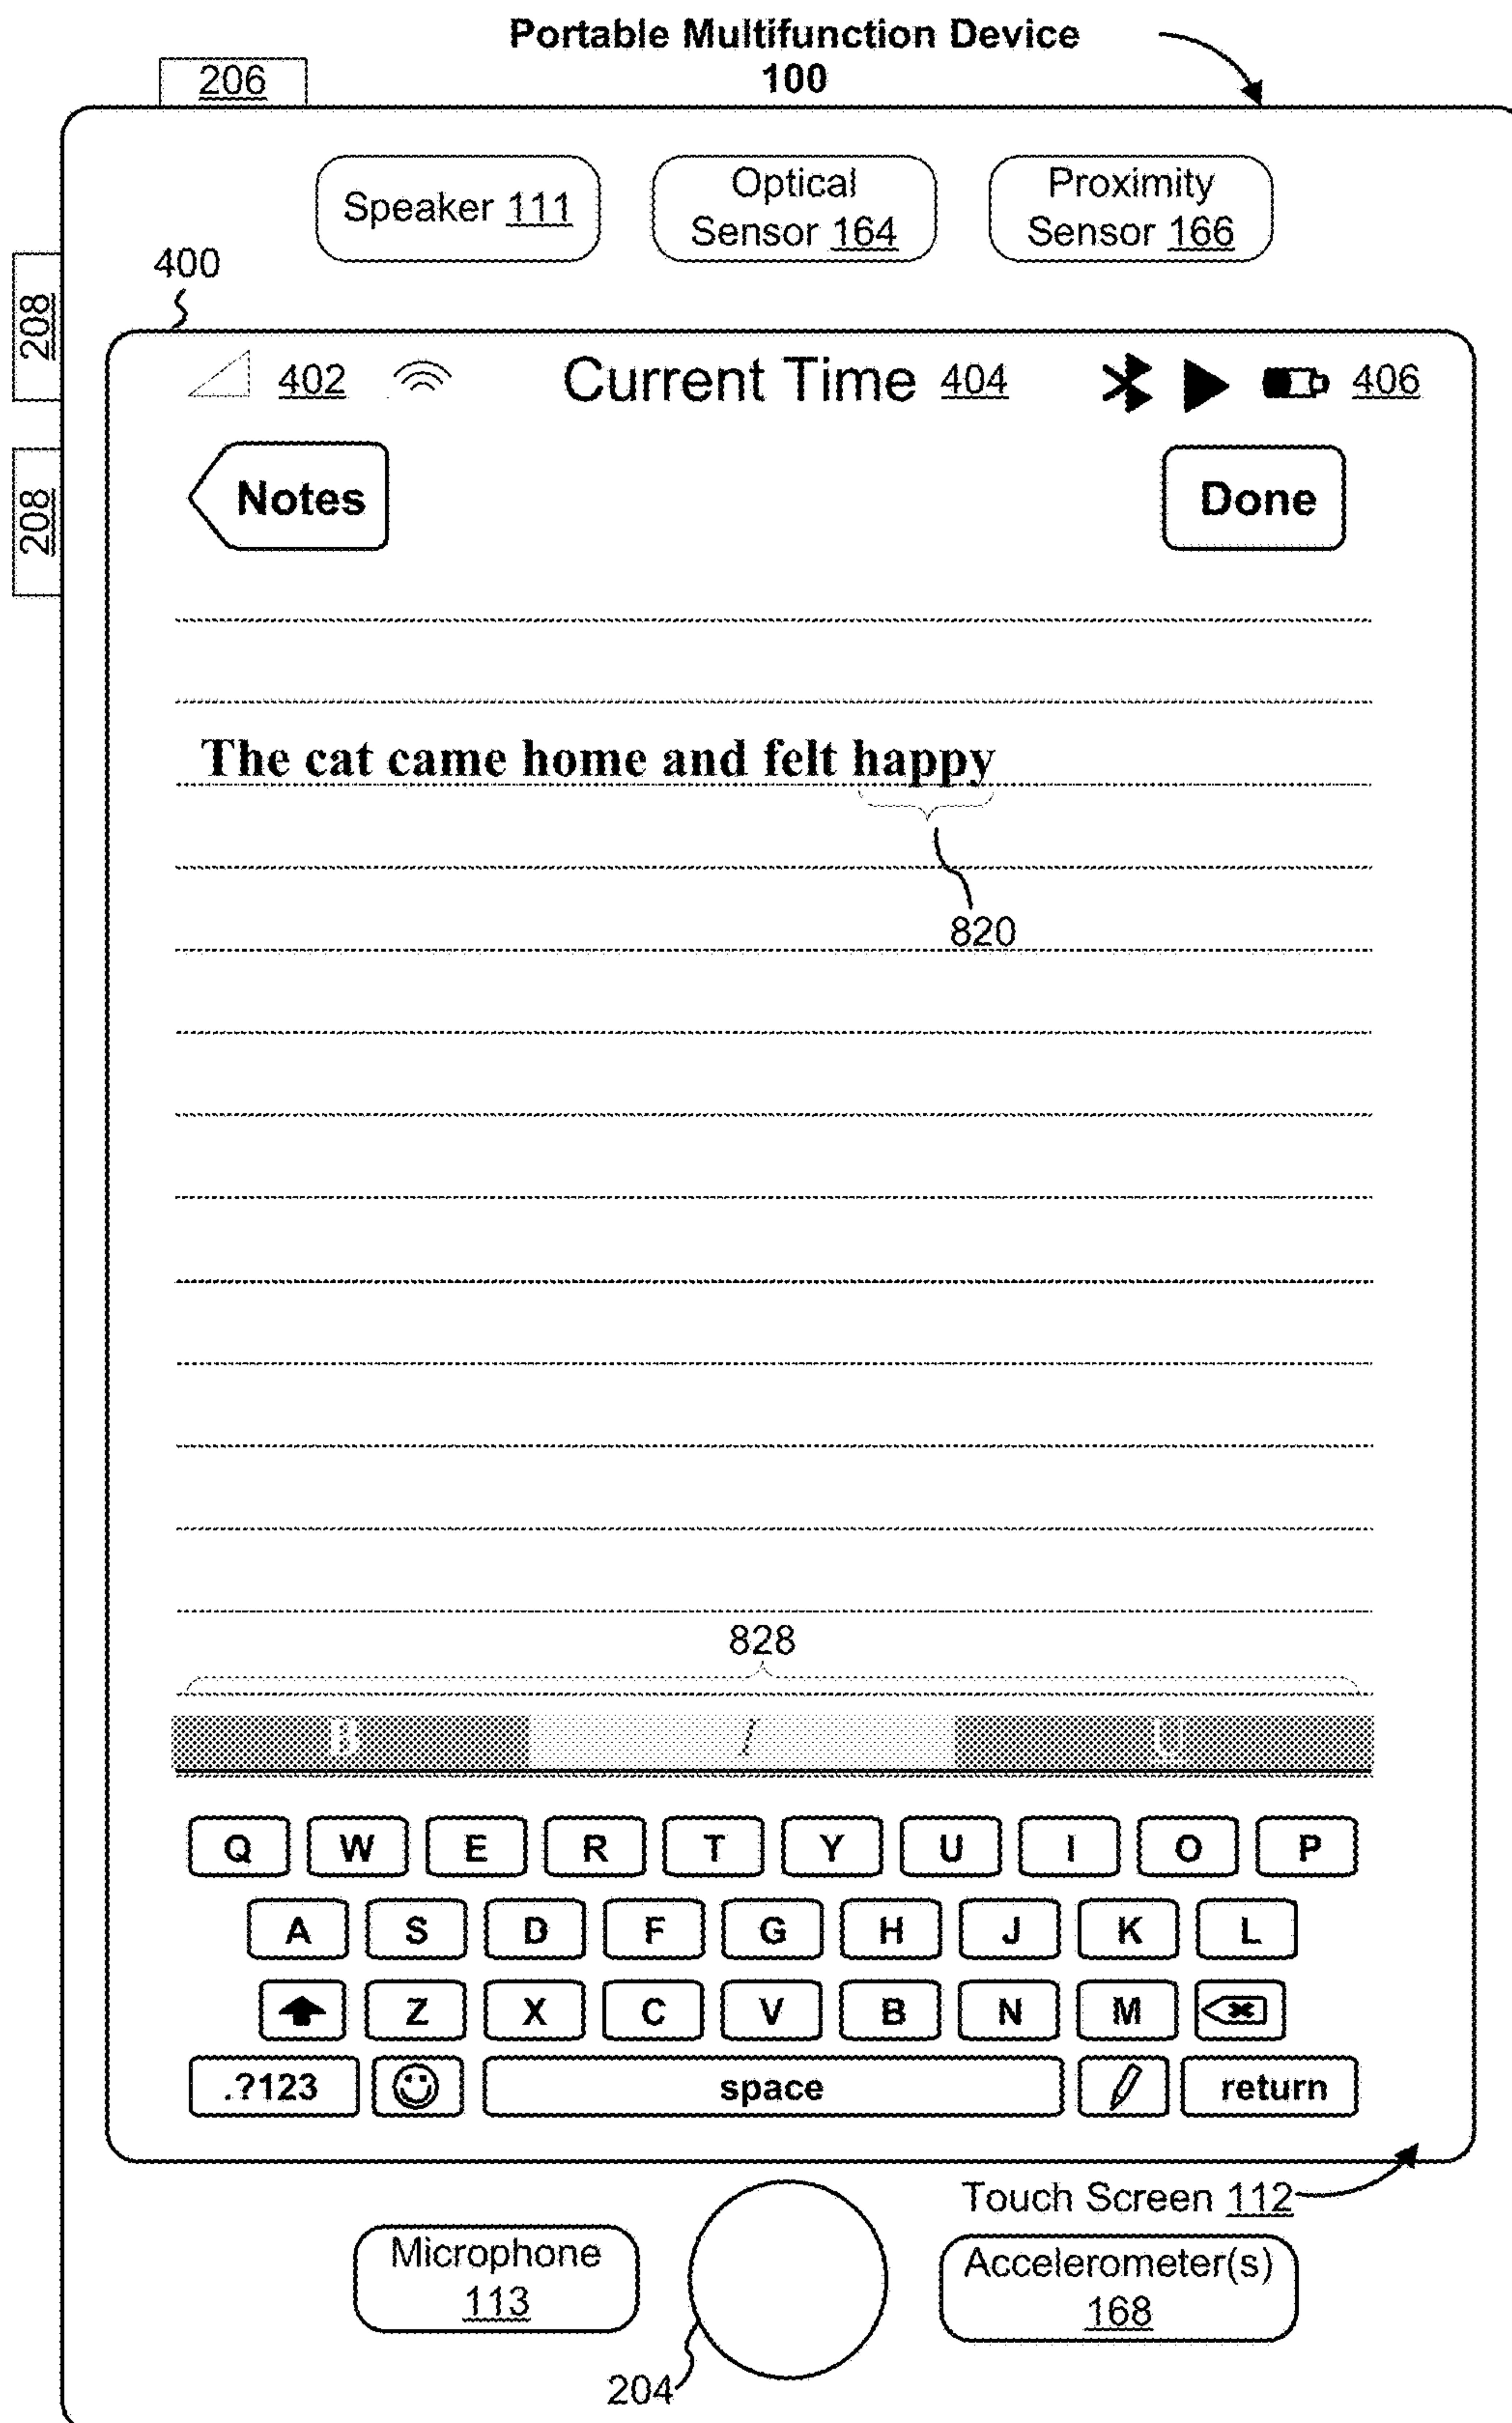 Portable Multifunction Device
100
206
Speaker 111
Optical
Sensor 164
Proximity
Sensor 166
400
208
208
402
Current Time 404
406
Notes
Done
The cat came home and felt happy
820
828
B
I
U
Q W E R T Y U I O P
A S D F G H J K L
Z X C V B N M
.?123
space
return
Touch Screen 112
Microphone
113
Accelerometer(s)
168
204